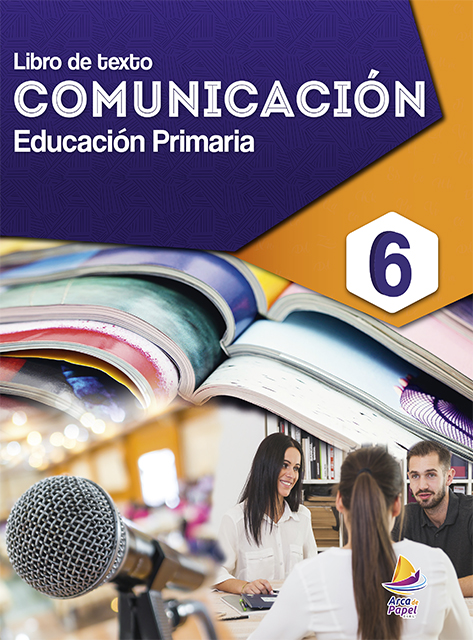 Libro de texto
COMUNICACIÓN
Educación Primaria
6
Arca de
Papel